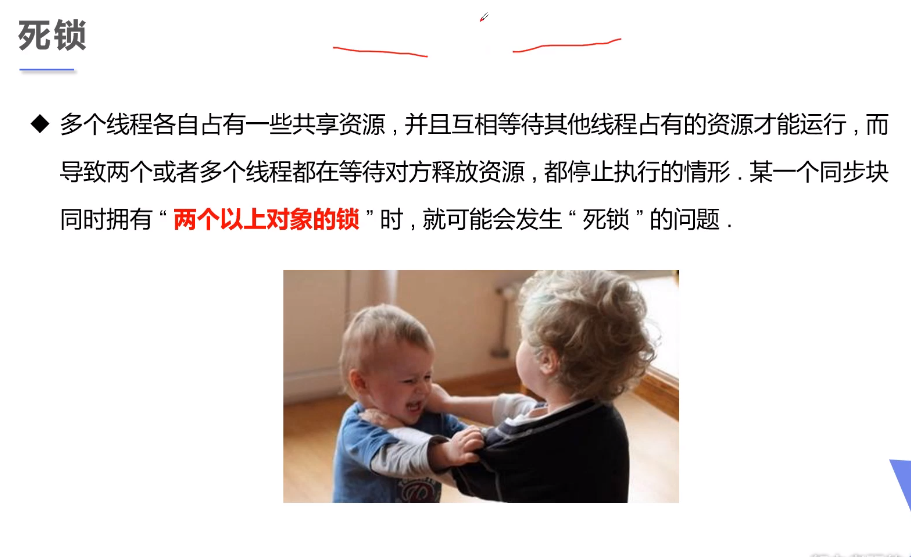 死锁
◆ 多个线程各自占有一些共享资源 , 并且互相等待其他线程占有的资源才能运行 , 而
导致两个或者多个线程都在等待对方释放资源 , 都停止执行的情形 . 某一个同步块
同时拥有 “ 两个以上对象的锁 ” 时 , 就可能会发生 “ 死锁 ” 的问题 .